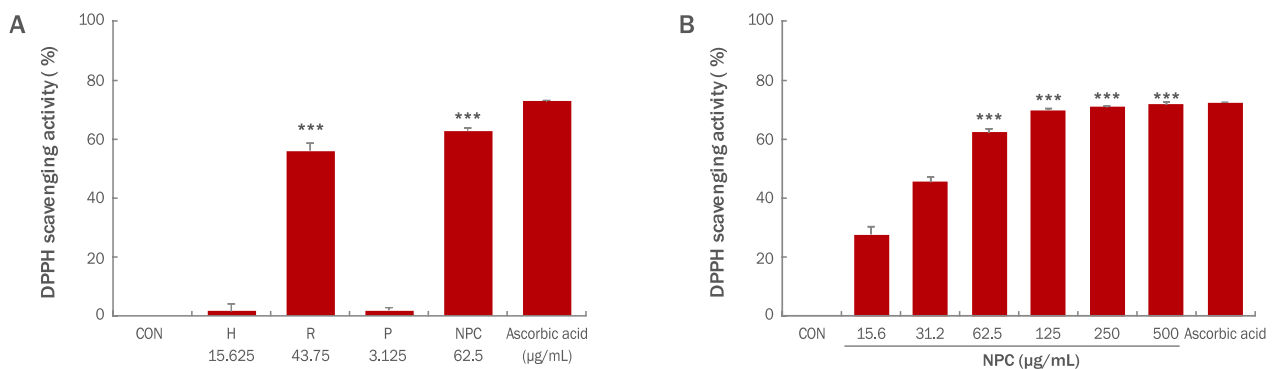 A
DPPH scavenging activity ( %)
100
80
60
40
20
0
***
***
CON H R P NPC Ascorbic acid
15.625 43.75 3.125 62.5 (µg/mL)
B
DPPH scavenging activity ( %)
100
80
60
40
20
0
***
***
***
***
CON 15.6 31.2 62.5 125 250 500 Ascorbic acid
NPC (µg/mL)